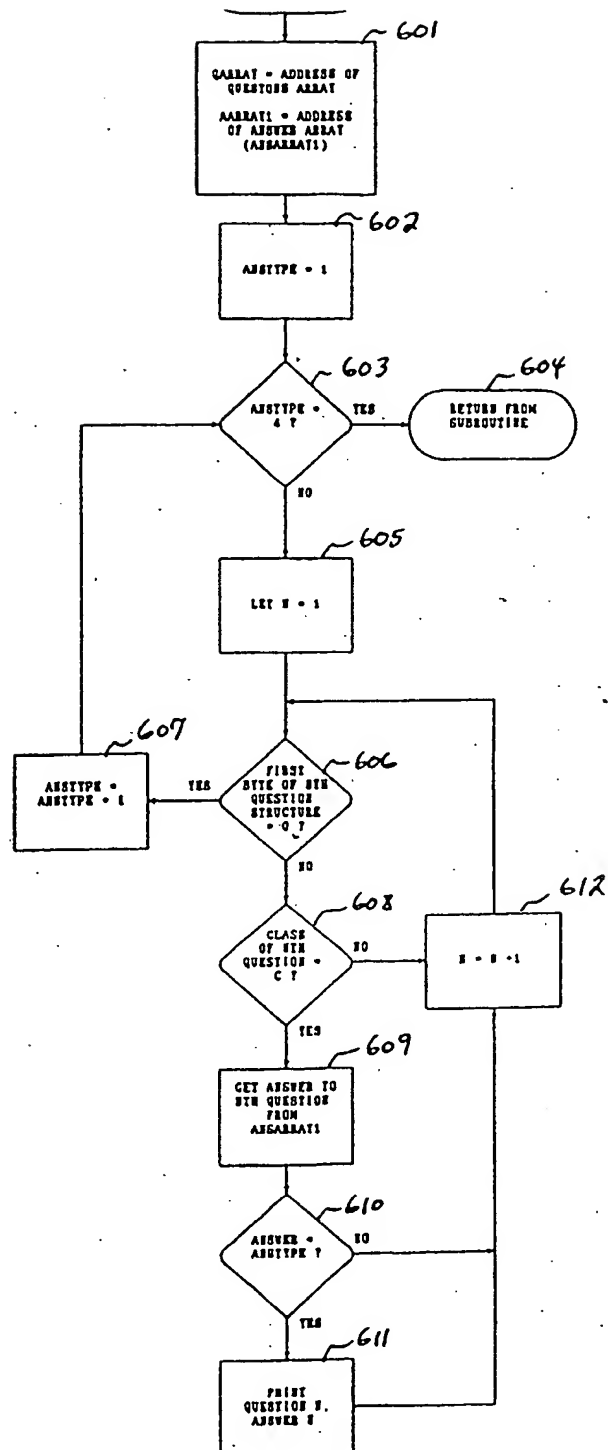 601
QARRAY = ADDRESS OF
QUESTONS ARRAY
AARRAY1 = ADDRESS
OF ANSWER ARRAY
(ANSARRAY1)
602
ANSTYPE = 1
603
ANSTYPE =
4 ?
YES
604
RETURN FROM
SUBROUTINE
NO
605
LET N = 1
607
ANSTYPE =
ANSTYPE + 1
YES
606
FIRST
BYTE OF NTH
QUESTION
STRUCTURE
= 0 ?
NO
608
CLASS
OF NTH
QUESTION =
C ?
NO
612
N = N +1
YES
609
GET ANSWER TO
NTH QUESTION
FROM
ANSARRAY1
610
ANSWER =
ANSTYPE ?
NO
YES
611
PRINT
QUESTION N,
ANSWER N